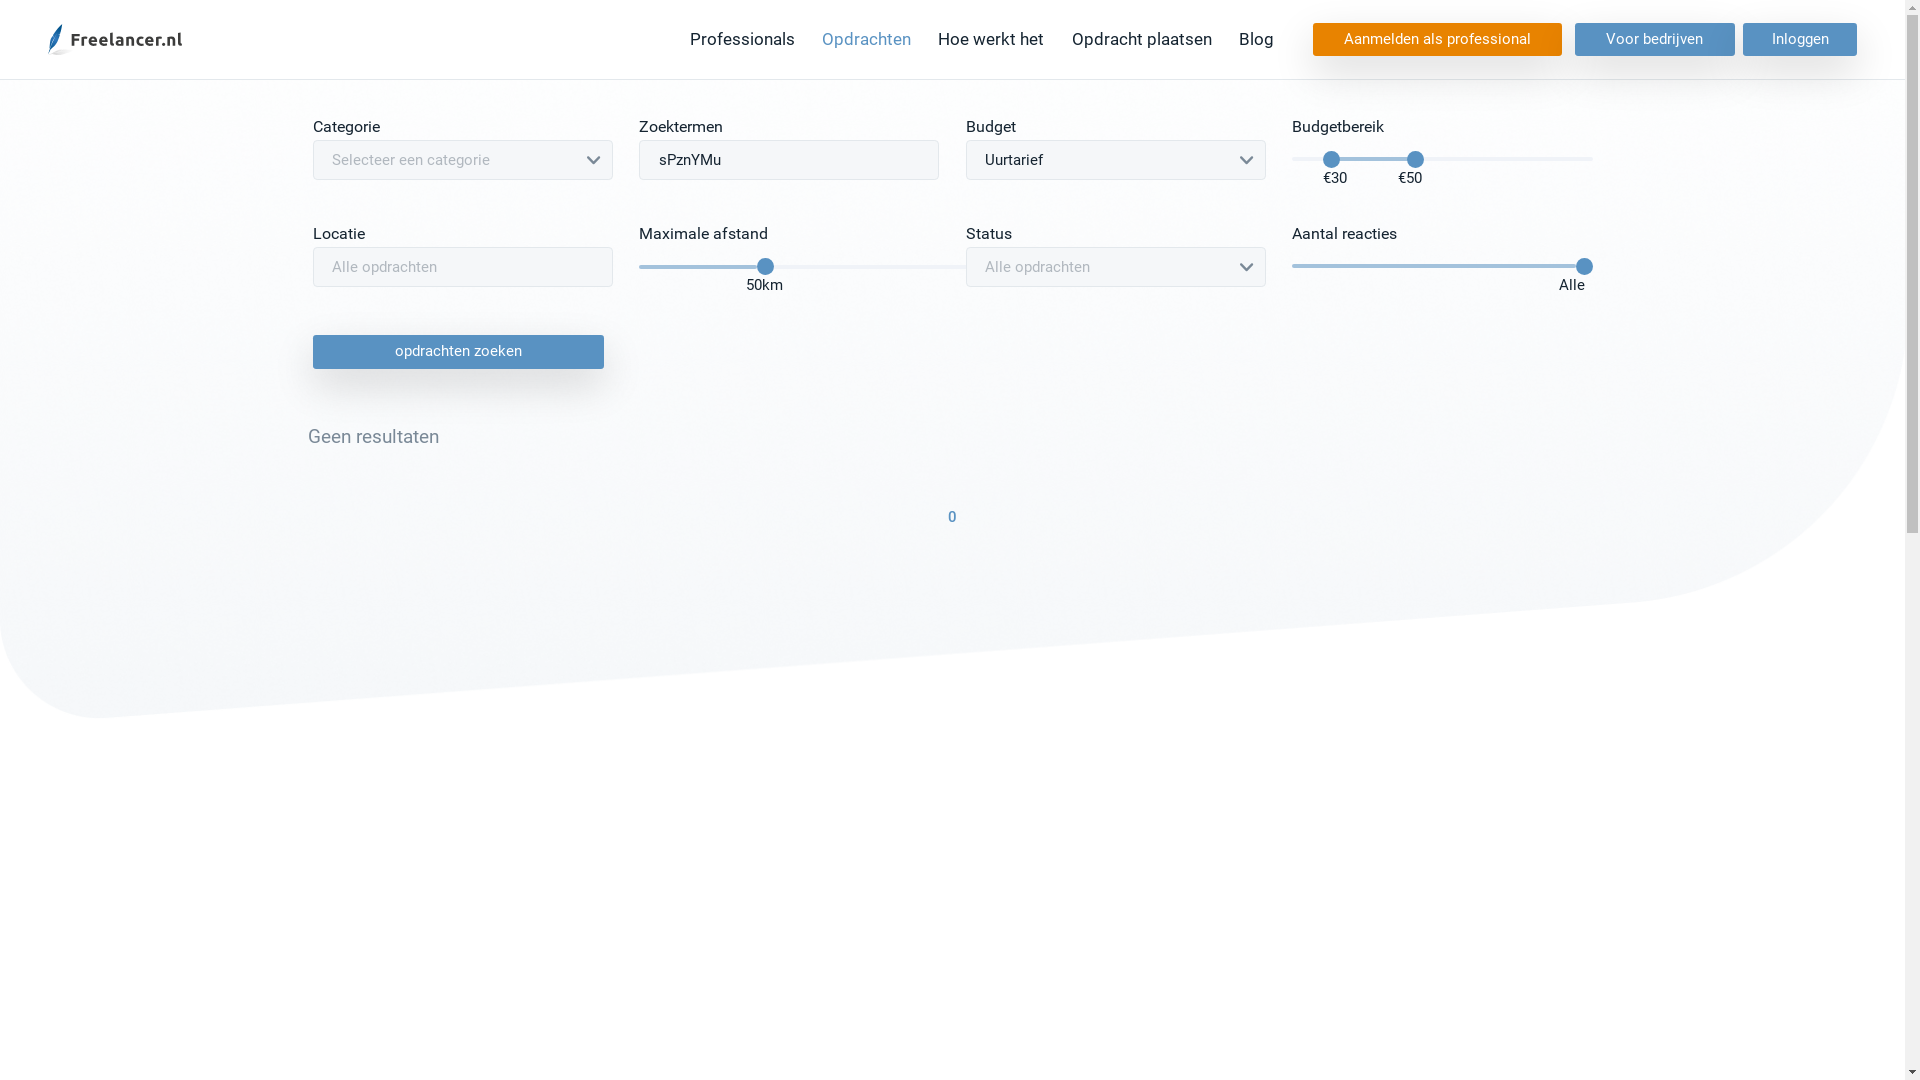 Freelancer.nl
Professionals
Opdrachten
Hoe werkt het
Opdracht plaatsen
Blog
Aanmelden als professional
Voor bedrijven
Inloggen
Categorie
Selecteer een categorie
Zoektermen
sPznYMu
Budget
Uurtarief
Budgetbereik
€30
€50
Locatie
Alle opdrachten
Maximale afstand
50km
Status
Alle opdrachten
Aantal reacties
Alle
opdrachten zoeken
Geen resultaten
0